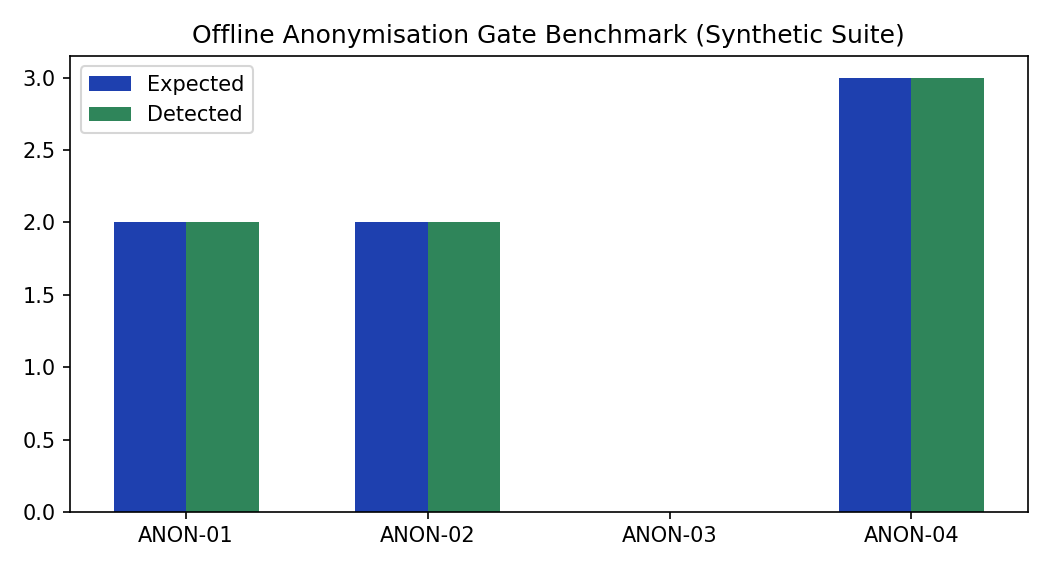 Offline Anonymisation Gate Benchmark (Synthetic Suite)
Expected
Detected
3.0
2.5
2.0
1.5
1.0
0.5
0.0
ANON-01 ANON-02 ANON-03 ANON-04